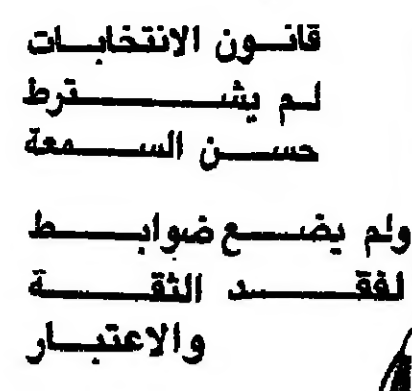 قانون الانتخابات
لم يشترط
حسن السمعة
ولم يضع ضوابط
لفقد الثقة
والاعتبار